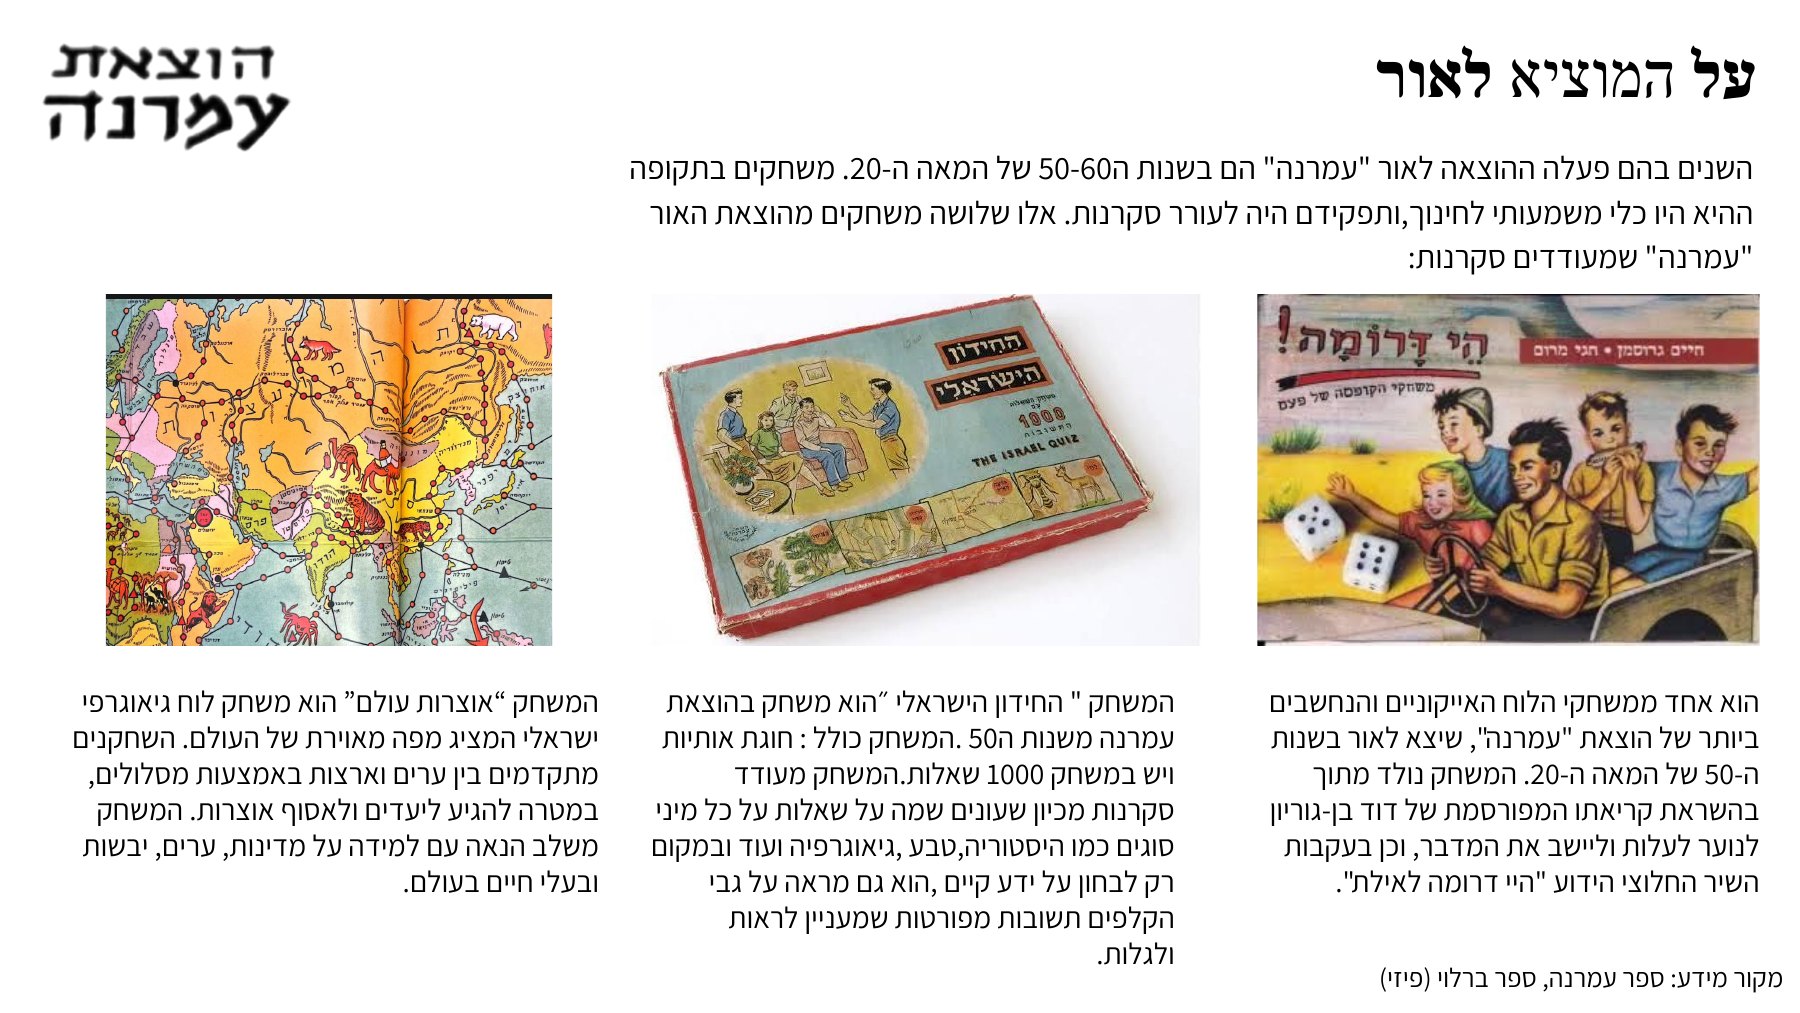 הוצאת
עמרנה
על המוציא לאור
השנים בהם פעלה ההוצאה לאור "עמרנה" הם בשנות ה50-60 של המאה ה-20. משחקים בתקופה
ההיא היו כלי משמעותי לחינוך,ותפקידם היה לעורר סקרנות. אלו שלושה משחקים מהוצאת האור
"עמרנה" שמעודדים סקרנות:
הֵי דָּרוֹמָה!
חיים גרוסמן • חגי מרום
משחקי הקופסה של פעם
החידון
הישראלי
1000
THE ISRAEL QUIZ
הוא אחד ממשחקי הלוח האייקוניים והנחשבים
ביותר של הוצאת "עמרנה", שיצא לאור בשנות
ה-50 של המאה ה-20. המשחק נולד מתוך
בהשראת קריאתו המפורסמת של דוד בן-גוריון
לנוער לעלות וליישב את המדבר, וכן בעקבות
השיר החלוצי הידוע "היי דרומה לאילת".
המשחק " החידון הישראלי ״הוא משחק בהוצאת
עמרנה משנות ה50 .המשחק כולל : חוגת אותיות
ויש במשחק 1000 שאלות.המשחק מעודד
סקרנות מכיון שעונים שמה על שאלות על כל מיני
סוגים כמו היסטוריה,טבע ,גיאוגרפיה ועוד ובמקום
רק לבחון על ידע קיים ,הוא גם מראה על גבי
הקלפים תשובות מפורטות שמעניין לראות
ולגלות.
המשחק “אוצרות עולם” הוא משחק לוח גיאוגרפי
ישראלי המציג מפה מאוירת של העולם. השחקנים
מתקדמים בין ערים וארצות באמצעות מסלולים,
במטרה להגיע ליעדים ולאסוף אוצרות. המשחק
משלב הנאה עם למידה על מדינות, ערים, יבשות
ובעלי חיים בעולם.
מקור מידע: ספר עמרנה, ספר ברלוי (פיזי)